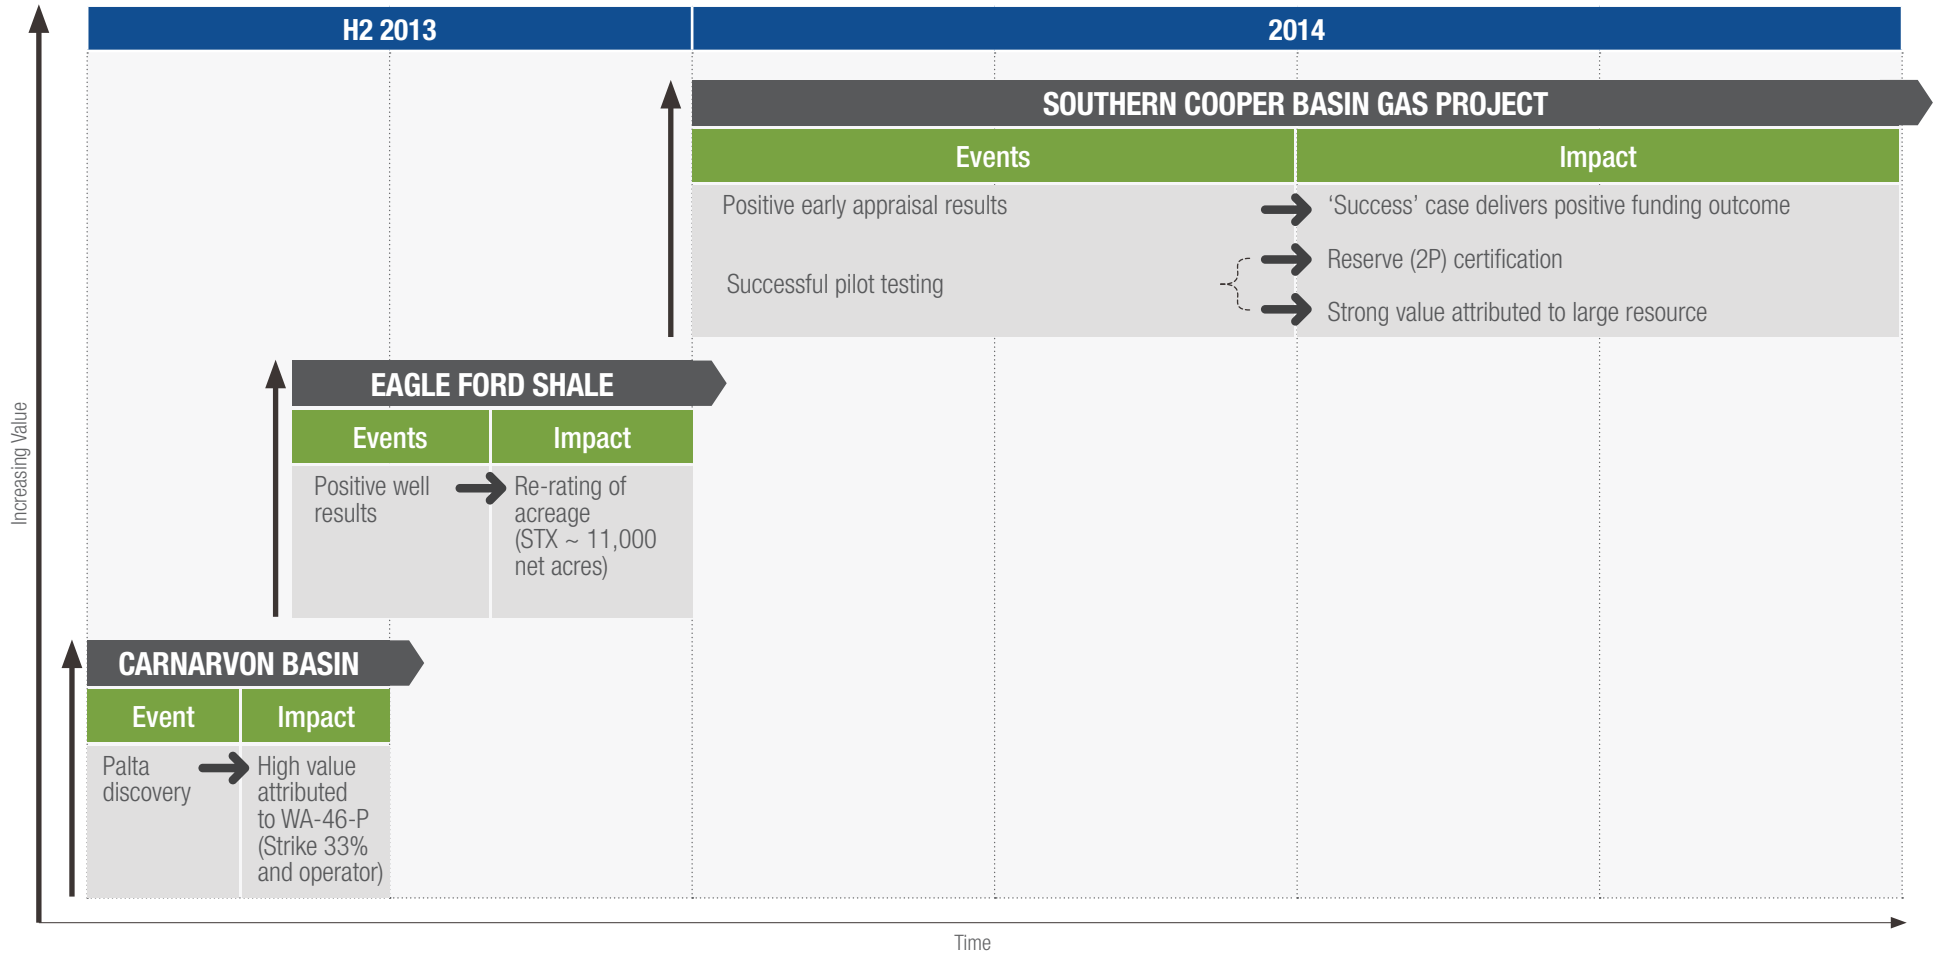 H2 2013
2014
SOUTHERN COOPER BASIN GAS PROJECT
Events
Impact
Positive early appraisal results
‘Success’ case delivers positive funding outcome
Reserve (2P) certification
Successful pilot testing
Strong value attributed to large resource
EAGLE FORD SHALE
Events
Impact
Positive well
results
Re-rating of
acreage
(STX ~ 11,000
net acres)
CARNARVON BASIN
Event
Impact
Palta
discovery
High value
attributed
to WA-46-P
(Strike 33%
and operator)
Increasing Value
Time